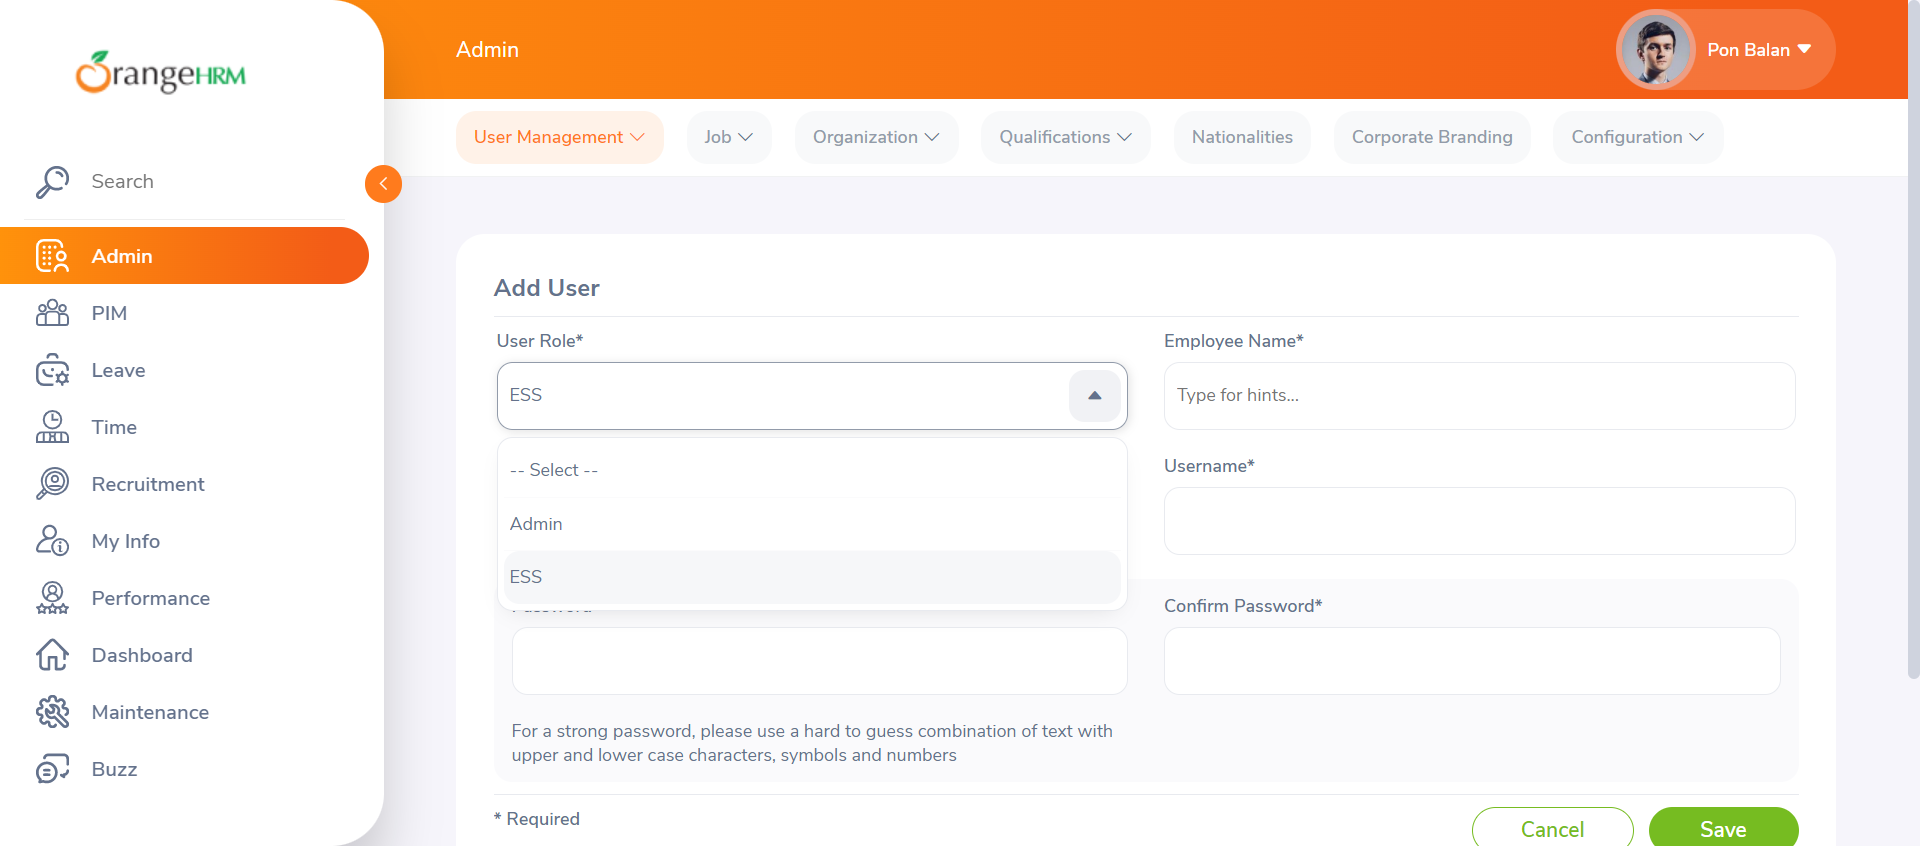 OrangeHRM
Admin
Pon Balan
User Management
Job
Organization
Qualifications
Nationalities
Corporate Branding
Configuration
Search
Admin
PIM
Leave
Time
Recruitment
My Info
Performance
Dashboard
Maintenance
Buzz
Add User
User Role*
ESS
-- Select --
Admin
ESS
Employee Name*
Type for hints...
Username*
Confirm Password*
For a strong password, please use a hard to guess combination of text with
upper and lower case characters, symbols and numbers
* Required
Cancel
Save